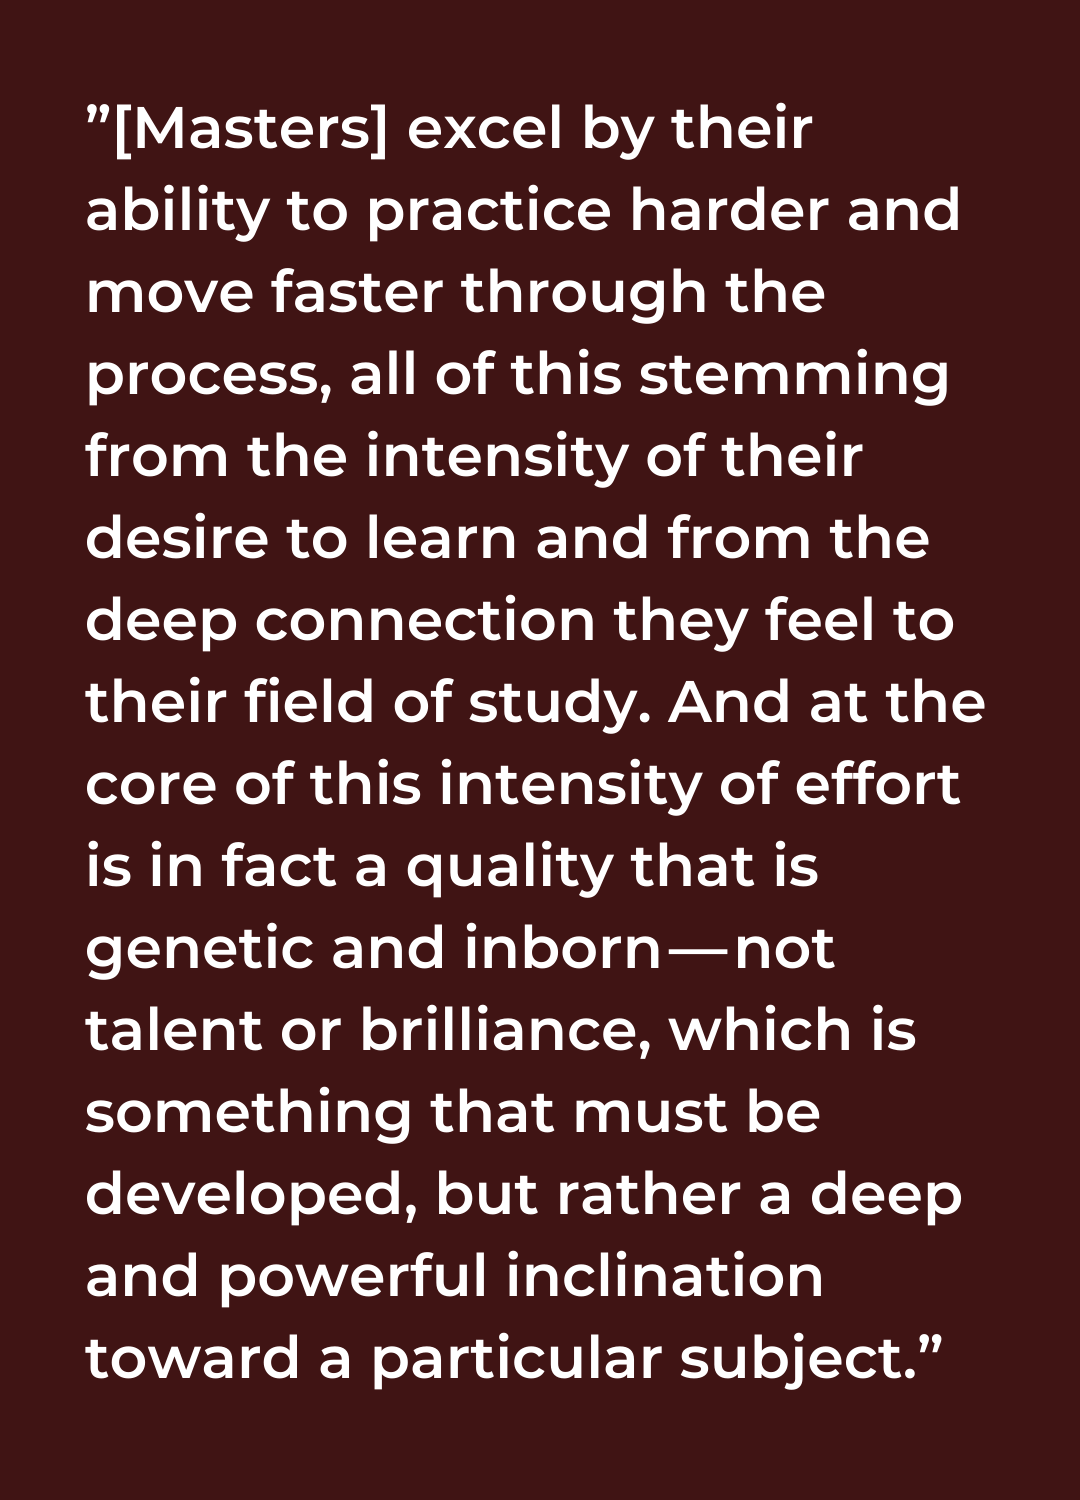 ”[Masters] excel by their
ability to practice harder and
move faster through the
process, all of this stemming
from the intensity of their
desire to learn and from the
deep connection they feel to
their field of study. And at the
core of this intensity of effort
is in fact a quality that is
genetic and inborn—not
talent or brilliance, which is
something that must be
developed, but rather a deep
and powerful inclination
toward a particular subject.”